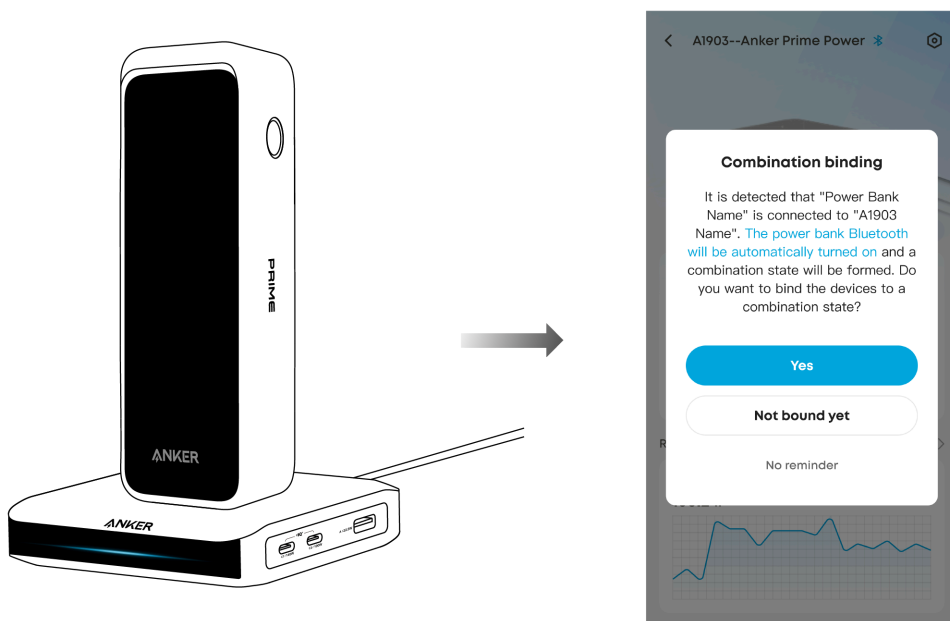 PRIME
ANKER
ANKER
A1903--Anker Prime Power
Combination binding
It is detected that "Power Bank
Name" is connected to "A1903
Name". The power bank Bluetooth
will be automatically turned on and a
combination state will be formed. Do
you want to bind the devices to a
combination state?
Yes
Not bound yet
No reminder
R